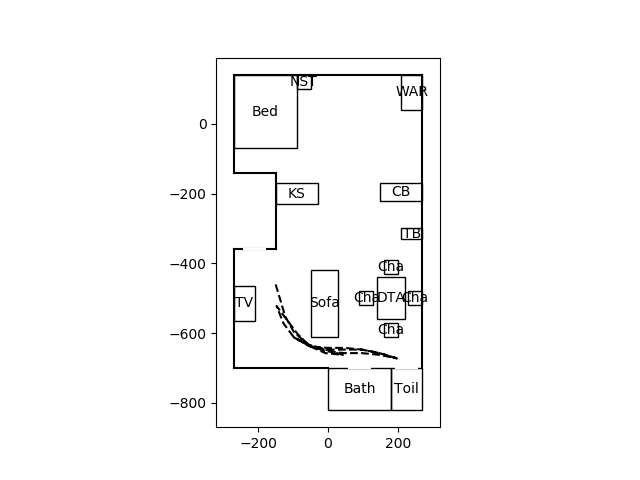 NST
WAR
Bed
0
KS
CB
−200
TB
Cha
−400
TV
Sofa
Cha
DTA
Cha
Cha
−600
Bath
Toil
−800
−200
0
200